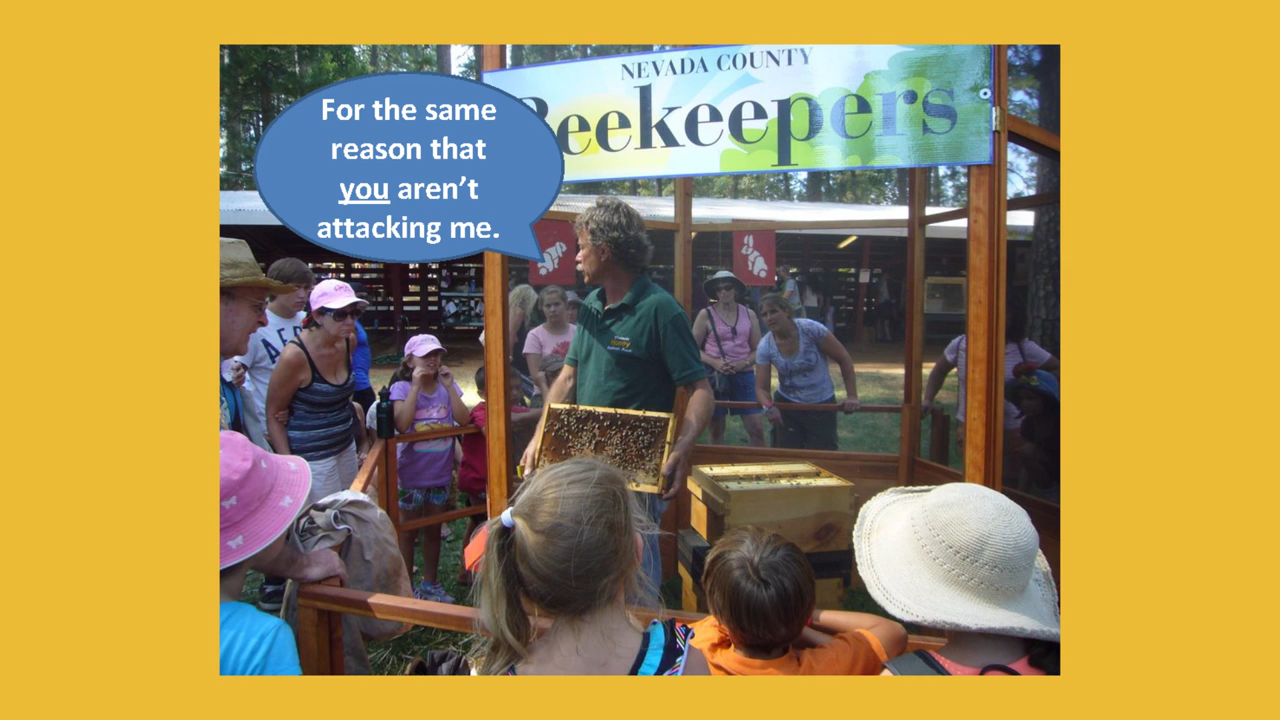 NEVADA COUNTY
Beekeepers
For the same
reason that
you aren't
attacking me.